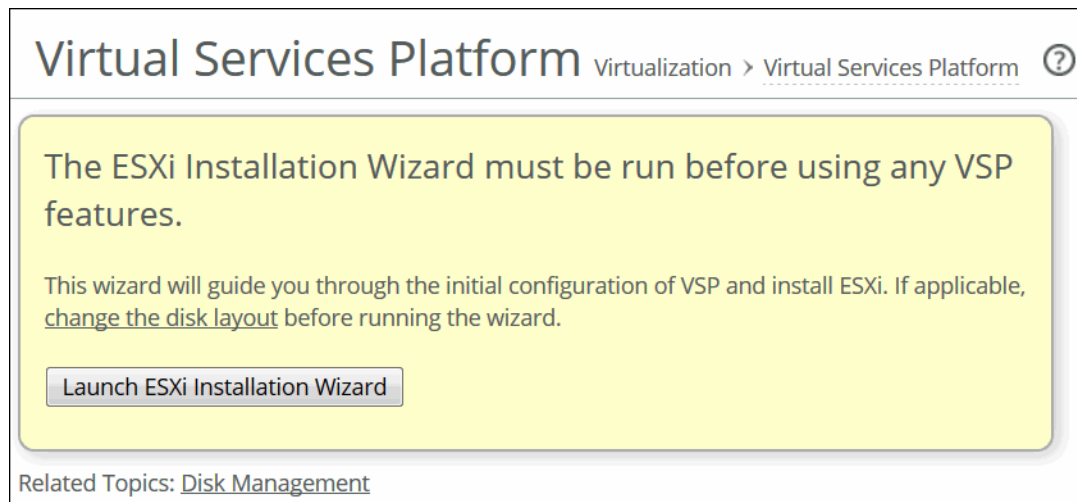 Virtual Services Platform Virtualization > Virtual Services Platform ?
The ESXi Installation Wizard must be run before using any VSP
features.
This wizard will guide you through the initial configuration of VSP and install ESXi. If applicable,
change the disk layout before running the wizard.
Launch ESXi Installation Wizard
Related Topics: Disk Management